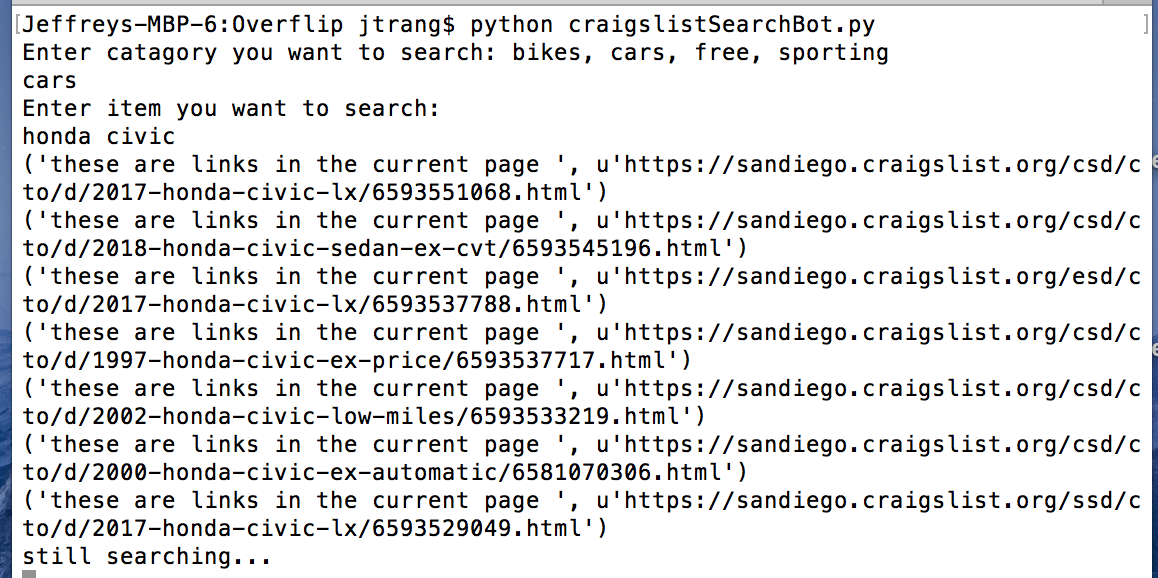 [Jeffreys-MBP-6:Overflip jtrang$ python craigslistSearchBot.py ]
Enter catagory you want to search: bikes, cars, free, sporting
cars
Enter item you want to search:
honda civic
('these are links in the current page ', u'https://sandiego.craigslist.org/csd/c
to/d/2017-honda-civic-lx/6593551068.html')
('these are links in the current page ', u'https://sandiego.craigslist.org/csd/c
to/d/2018-honda-civic-sedan-ex-cvt/6593545196.html')
('these are links in the current page ', u'https://sandiego.craigslist.org/esd/c
to/d/2017-honda-civic-lx/6593537788.html')
('these are links in the current page ', u'https://sandiego.craigslist.org/csd/c
to/d/1997-honda-civic-ex-price/6593537717.html')
('these are links in the current page ', u'https://sandiego.craigslist.org/csd/c
to/d/2002-honda-civic-low-miles/6593533219.html')
('these are links in the current page ', u'https://sandiego.craigslist.org/csd/c
to/d/2000-honda-civic-ex-automatic/6581070306.html')
('these are links in the current page ', u'https://sandiego.craigslist.org/ssd/c
to/d/2017-honda-civic-lx/6593529049.html')
still searching...